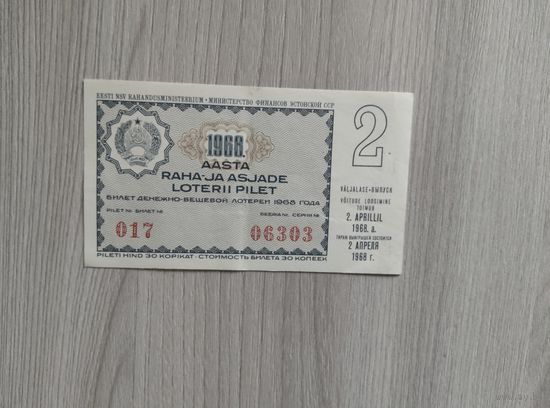 EESTI NSV RAHANDUSMINISTEERIUM • МИНИСТЕРСТВО ФИНАНСОВ ЭСТОНСКОЙ ССР
1968.
AASTA
RAHA- JA ASJADE
LOTERII PILET
БИЛЕТ ДЕНЕЖНО-ВЕЩЕВОЙ ЛОТЕРЕИ 1968 ГОДА
PILET Nr. БИЛЕТ №
SEERIA Nr. СЕРИЯ №
017
06303
PILETI HIND 30 KOPIKAT • СТОИМОСТЬ БИЛЕТА 30 КОПЕЕК
2
VÄLJALASE • ВЫПУСК
VÕITUDE LOOSIMINE
TOIMUB
2. APRILLIL
1968. a.
ТИРАЖ ВЫИГРЫШЕЙ СОСТОИТСЯ
2 АПРЕЛЯ
1968 г.